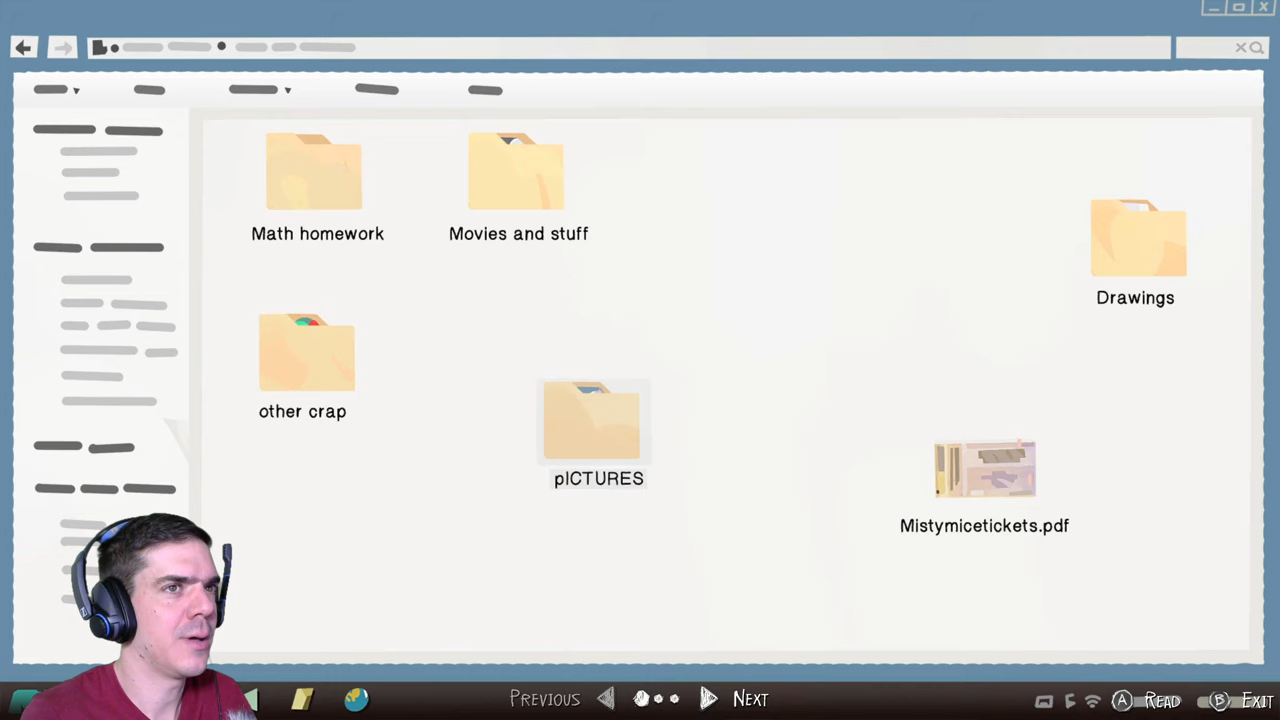 Math homework
Movies and stuff
Drawings
other crap
pICTURES
Mistymicetickets.pdf
Previous
Next
A Read
B Exit